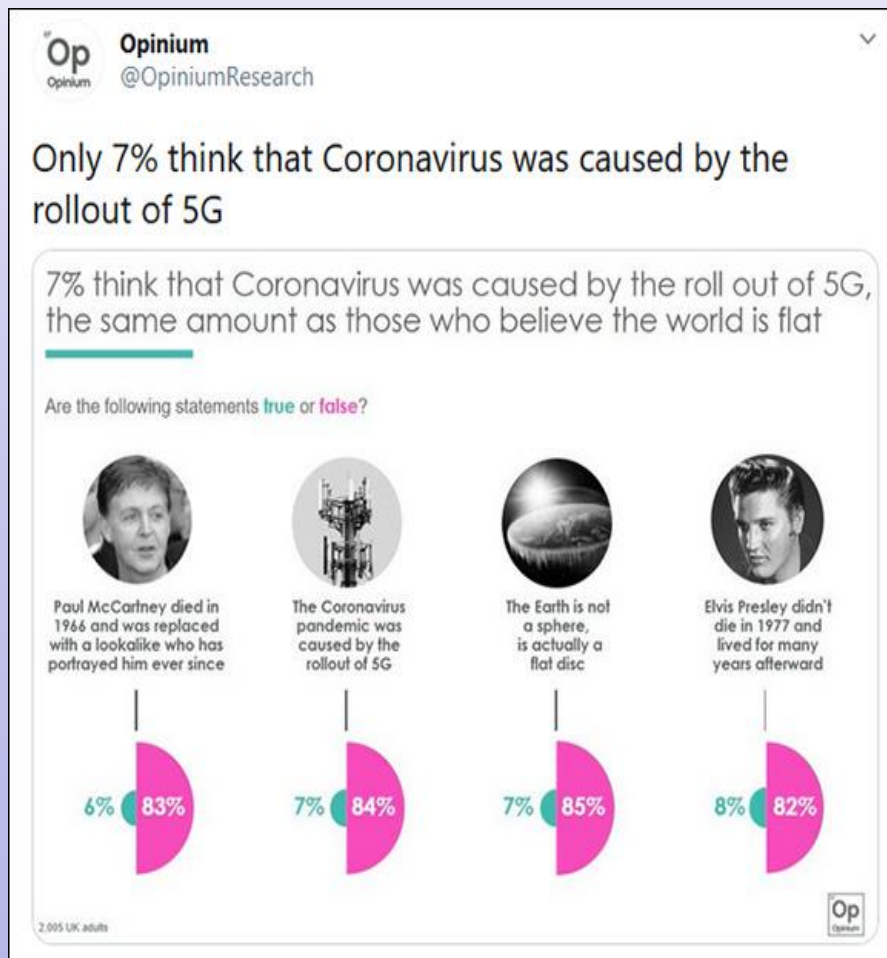 Op
Opinium
Opinium
@OpiniumResearch
Only 7% think that Coronavirus was caused by the
rollout of 5G
7% think that Coronavirus was caused by the roll out of 5G,
the same amount as those who believe the world is flat
Are the following statements true or false?
Paul McCartney died in
1966 and was replaced
with a lookalike who has
portrayed him ever since
The Coronavirus
pandemic was
caused by the
rollout of 5G
The Earth is not
a sphere,
is actually a
flat disc
Elvis Presley didn't
die in 1977 and
lived for many
years afterward
6% 83%
7% 84%
7% 85%
8% 82%
2,005 UK adults
Op
Opinium